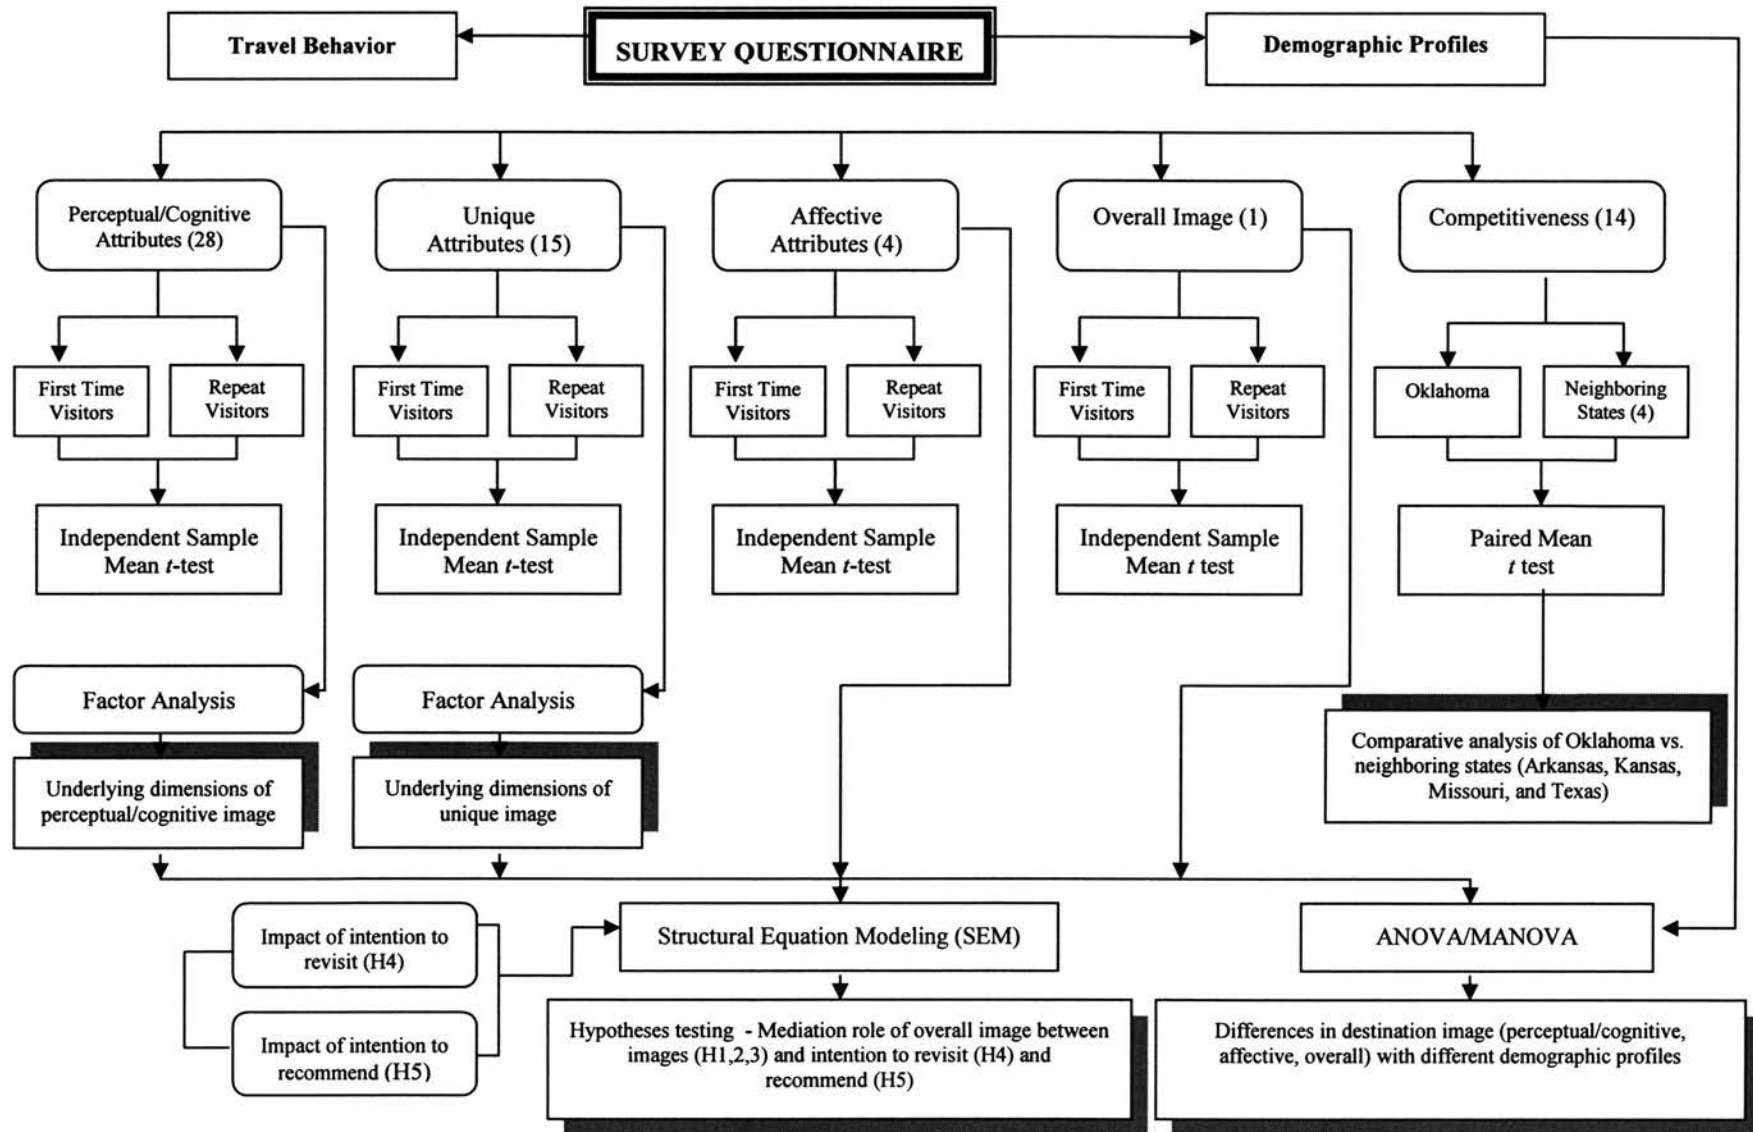 Travel Behavior
SURVEY QUESTIONNAIRE
Demographic Profiles
Perceptual/Cognitive
Attributes (28)
Unique
Attributes (15)
Affective
Attributes (4)
Overall Image (1)
Competitiveness (14)
First Time
Visitors
Repeat
Visitors
First Time
Visitors
Repeat
Visitors
First Time
Visitors
Repeat
Visitors
First Time
Visitors
Repeat
Visitors
Oklahoma
Neighboring
States (4)
Independent Sample
Mean t-test
Independent Sample
Mean t-test
Independent Sample
Mean t-test
Independent Sample
Mean t test
Paired Mean
t test
Factor Analysis
Factor Analysis
Underlying dimensions of
perceptual/cognitive image
Underlying dimensions of
unique image
Comparative analysis of Oklahoma vs.
neighboring states (Arkansas, Kansas,
Missouri, and Texas)
Impact of intention to
revisit (H4)
Impact of intention to
recommend (H5)
Structural Equation Modeling (SEM)
ANOVA/MANOVA
Hypotheses testing - Mediation role of overall image between
images (H1,2,3) and intention to revisit (H4) and
recommend (H5)
Differences in destination image (perceptual/cognitive,
affective, overall) with different demographic profiles